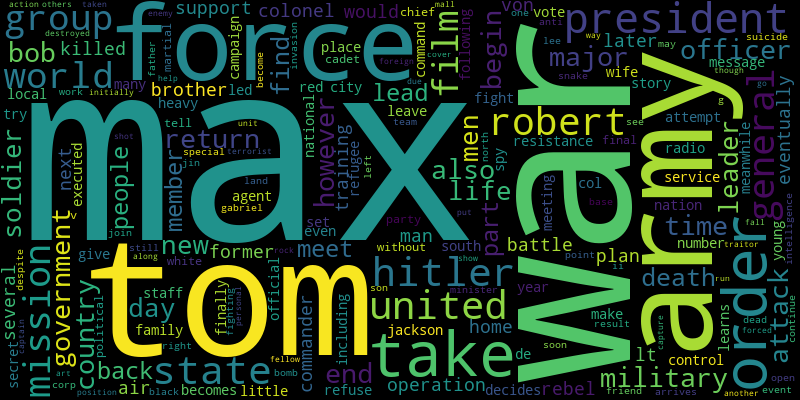 action others taken
group
force
enemy
support colonel would chief
von vote one anti
mall
president
bob killed
martial
father
campaign
find
invasion
place
cadet
become
command
film
following
begin
lee way may suicide
later officer
major
message
though
destroyed
world
help
cover
due
foreign
war
army
local work initially many
brother led red city
lead
wife
snake
story
try
heavy
leave
fight
attempt
max
tom
tell unit
team
men
robert
resistance
see
final
radio
general
eventually
soldier
next
executed
people
shot
return
special terrorist
however
national
training
refugee
left
also
life
north
spy
service
leader
meanwhile
member
jin
agent
land
gabriel
part
meeting
col
base
nation
join
set
even
party
put
man
south
battle
time
number
fall
traitor
young
intelligence
mission
government
despite
still
along
new former
meet
without
point
plan
order
attack
several
country
give
white
rock
show
hitler
ii
death run
secret
political
staff
day
finally
fighting
personal
official
son
minister
year
united
make
result
soon
capture
learns
dead
forced
continue
family
commander
including
jackson home
take
de
lt control
captain
right
state
fellow
end
military
back
art
corp air
position black becomes little
bomb
refuse operation decides rebel
friend arrives
another
event
open